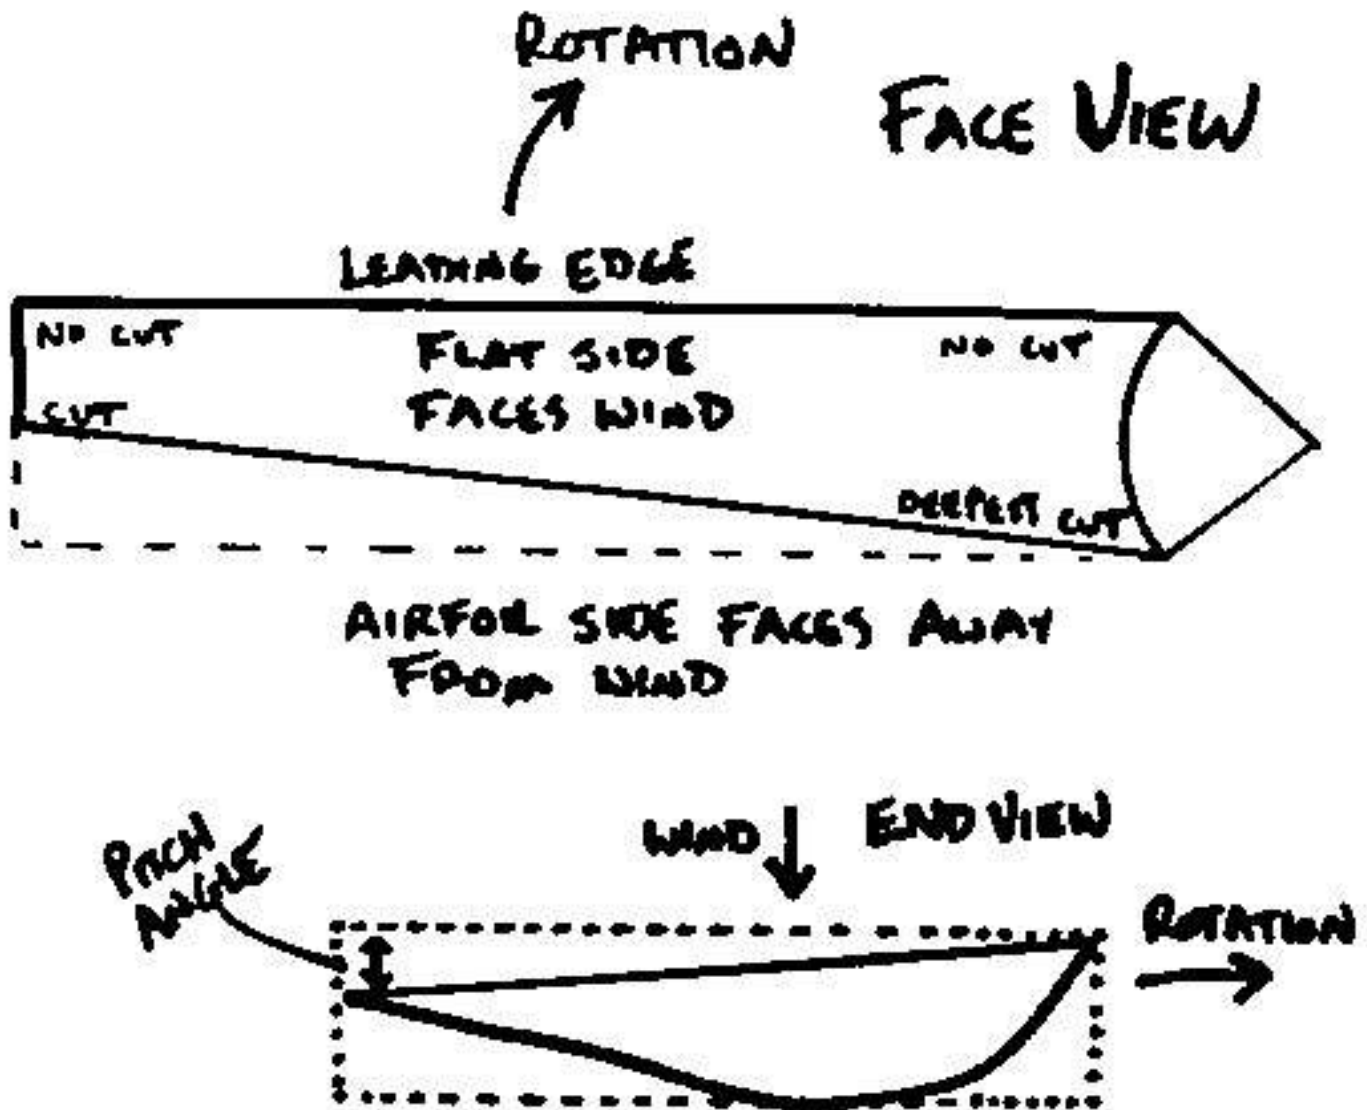 ROTATION
FACE VIEW
LEADING EDGE
NO CUT
FLAT SIDE
NO CUT
FACES WIND
CUT
DEEPEST CUT
AIRFOIL SIDE FACES AWAY
FROM WIND
WIND
END VIEW
PITCH
ANGLE
ROTATION